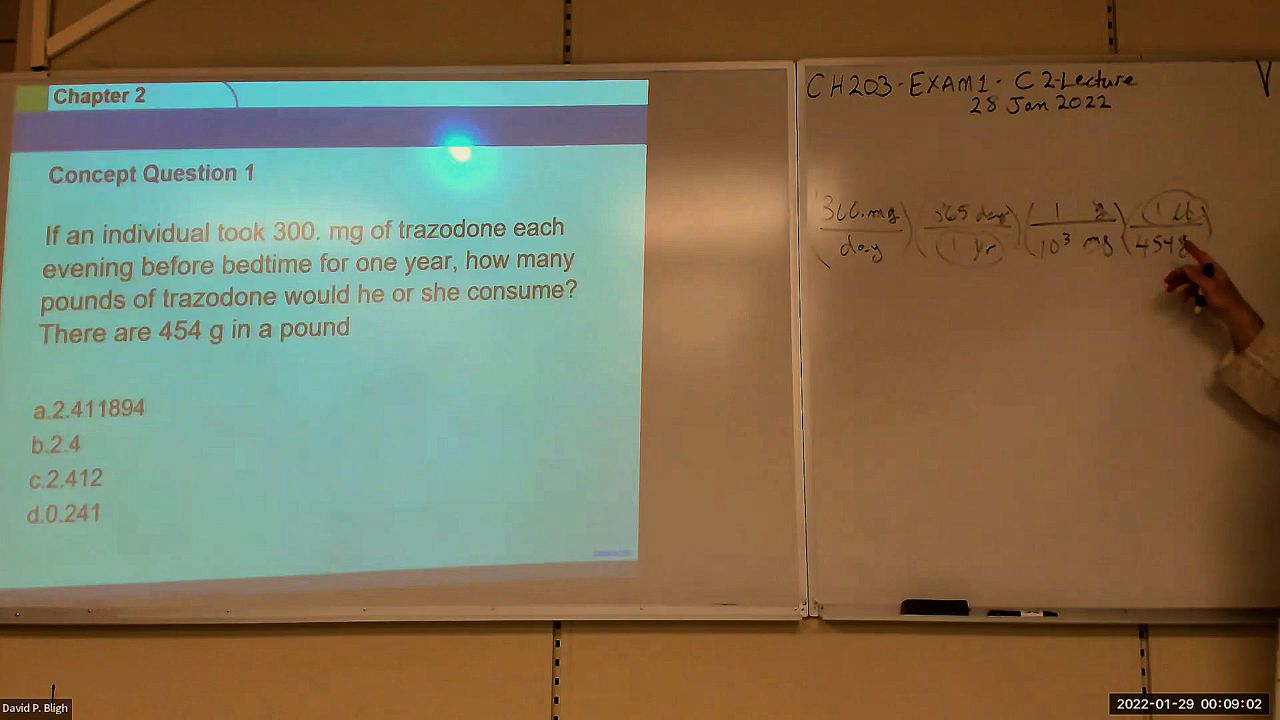 Chapter 2
Concept Question 1
If an individual took 300. mg of trazodone each
evening before bedtime for one year, how many
pounds of trazodone would he or she consume?
There are 454 g in a pound
a.2.411894
b.2.4
c.2.412
d.0.241
CH203-EXAM1- C2-Lecture
28 Jan 2022
300. mg) (365 day) (1 g) (1 lb)
(day (1 yr (10³ mg (454g
David P. Bligh
2022-01-29 00:09:02